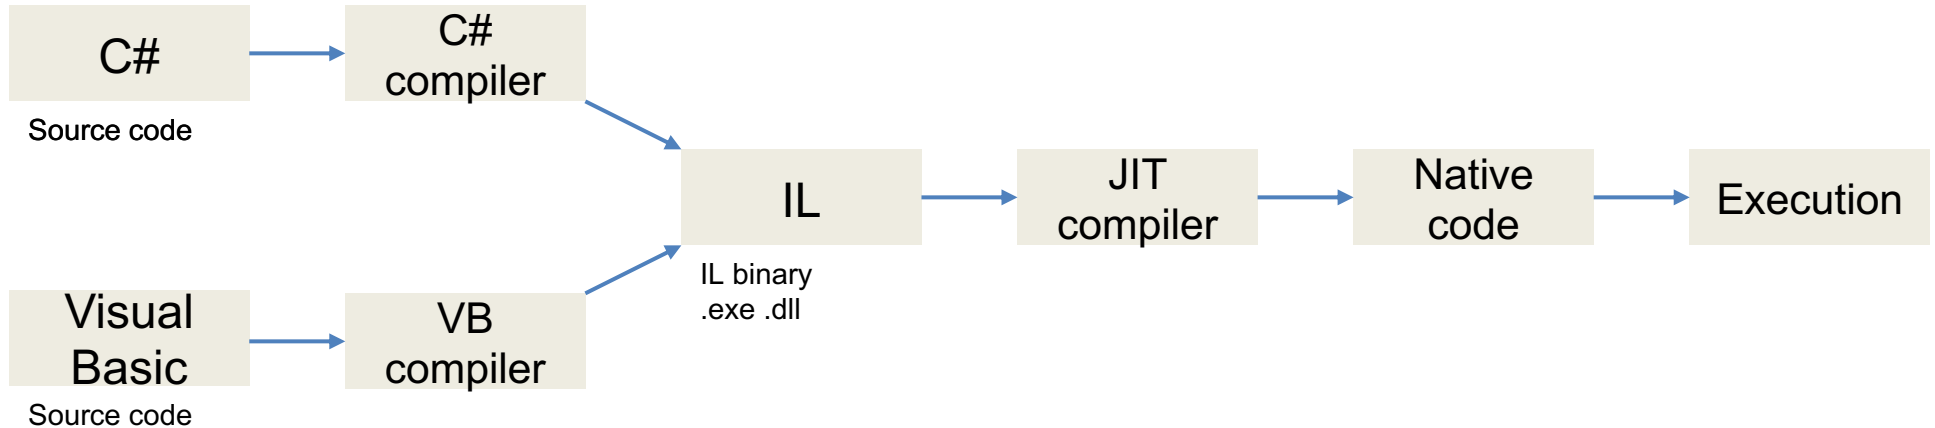 C#
C#
compiler
Source code
IL
JIT
compiler
Native
code
Execution
IL binary
.exe .dll
Visual
Basic
VB
compiler
Source code